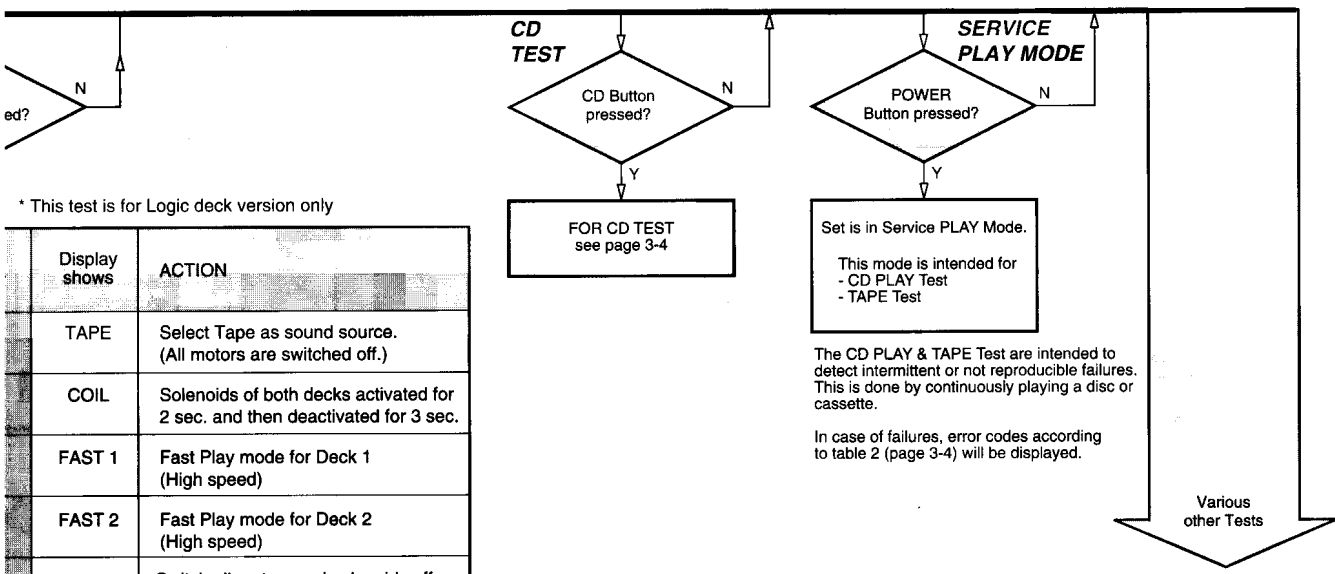 CD
TEST
SERVICE
PLAY MODE
N
N
N
ed?
CD Button
pressed?
POWER
Button pressed?
Y
Y
* This test is for Logic deck version only
FOR CD TEST
see page 3-4
Set is in Service PLAY Mode.
This mode is intended for
- CD PLAY Test
- TAPE Test
Display
shows
ACTION
TAPE
Select Tape as sound source.
(All motors are switched off.)
COIL
Solenoids of both decks activated for
2 sec. and then deactivated for 3 sec.
FAST 1
Fast Play mode for Deck 1
(High speed)
FAST 2
Fast Play mode for Deck 2
(High speed)
The CD PLAY & TAPE Test are intended to
detect intermittent or not reproducible failures.
This is done by continuously playing a disc or
cassette.
In case of failures, error codes according
to table 2 (page 3-4) will be displayed.
Various
other Tests